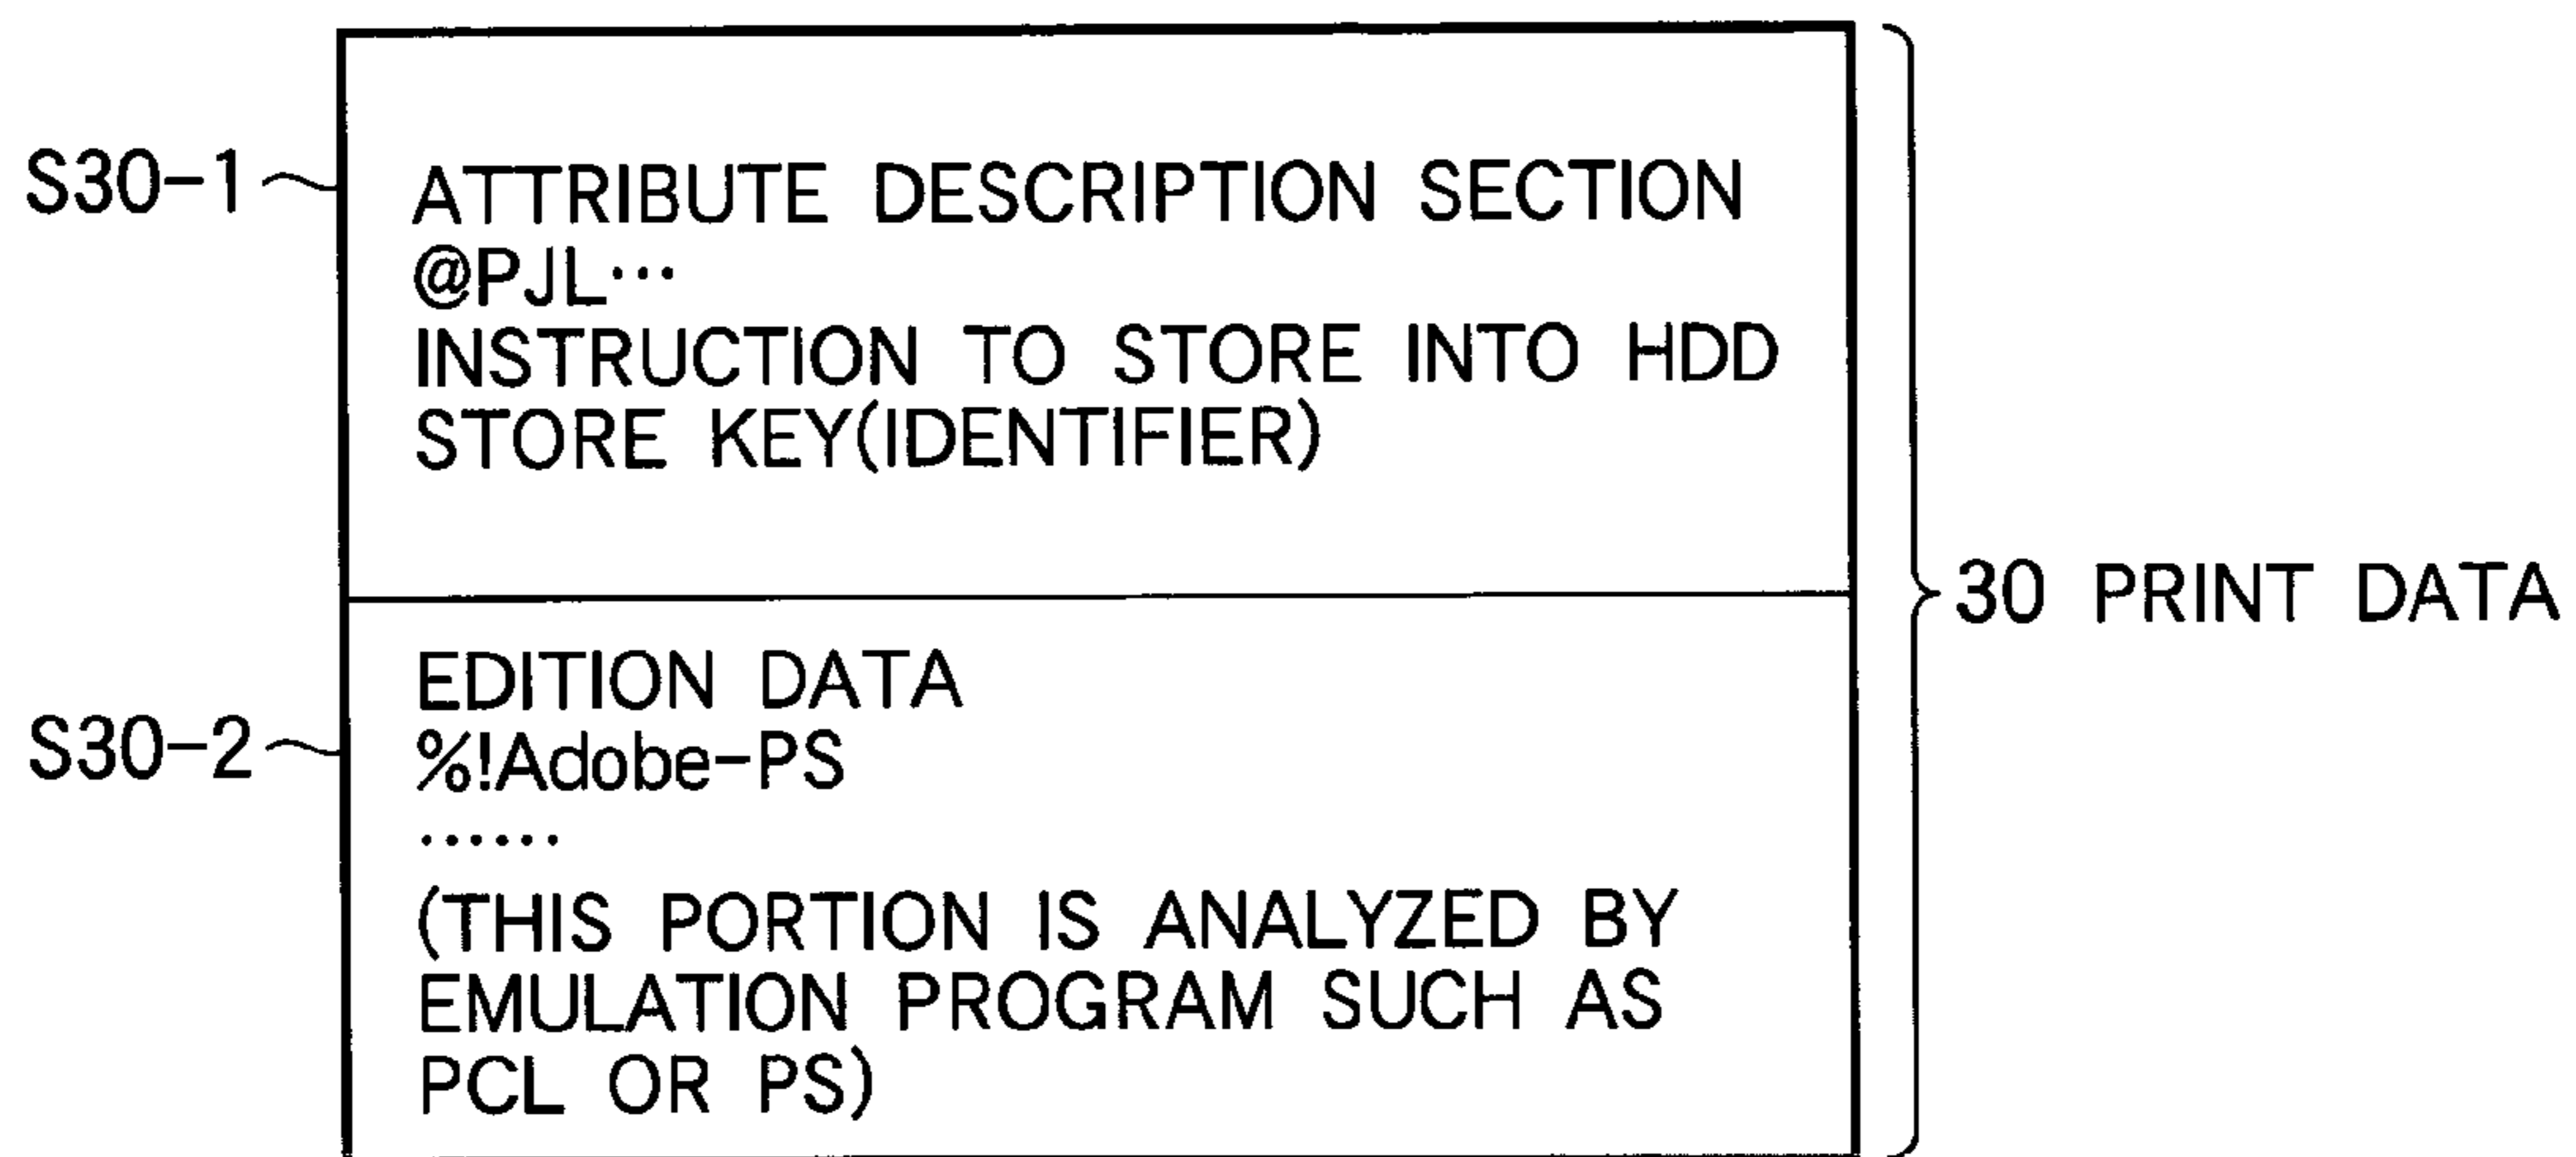 S30-1
ATTRIBUTE DESCRIPTION SECTION
@PJL···
INSTRUCTION TO STORE INTO HDD
STORE KEY(IDENTIFIER)
30 PRINT DATA
S30-2
EDITION DATA
%!Adobe-PS
······
(THIS PORTION IS ANALYZED BY
EMULATION PROGRAM SUCH AS
PCL OR PS)